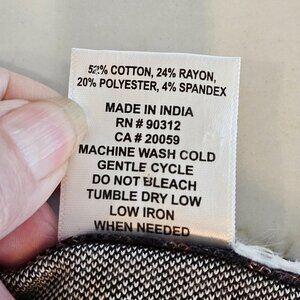 52% COTTON, 24% RAYON,
20% POLYESTER, 4% SPANDEX
MADE IN INDIA
RN # 90312
CA # 20059
MACHINE WASH COLD
GENTLE CYCLE
DO NOT BLEACH
TUMBLE DRY LOW
LOW IRON
WHEN NEEDED